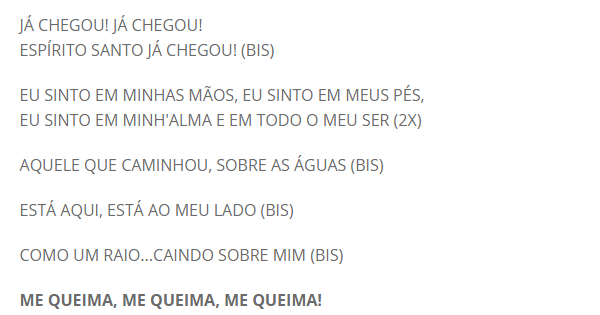 JÁ CHEGOU! JÁ CHEGOU!
ESPÍRITO SANTO JÁ CHEGOU! (BIS)
EU SINTO EM MINHAS MÃOS, EU SINTO EM MEUS PÉS,
EU SINTO EM MINH'ALMA E EM TODO O MEU SER (2X)
AQUELE QUE CAMINHOU, SOBRE AS ÁGUAS (BIS)
ESTÁ AQUI, ESTÁ AO MEU LADO (BIS)
COMO UM RAIO...CAINDO SOBRE MIM (BIS)
ME QUEIMA, ME QUEIMA, ME QUEIMA!